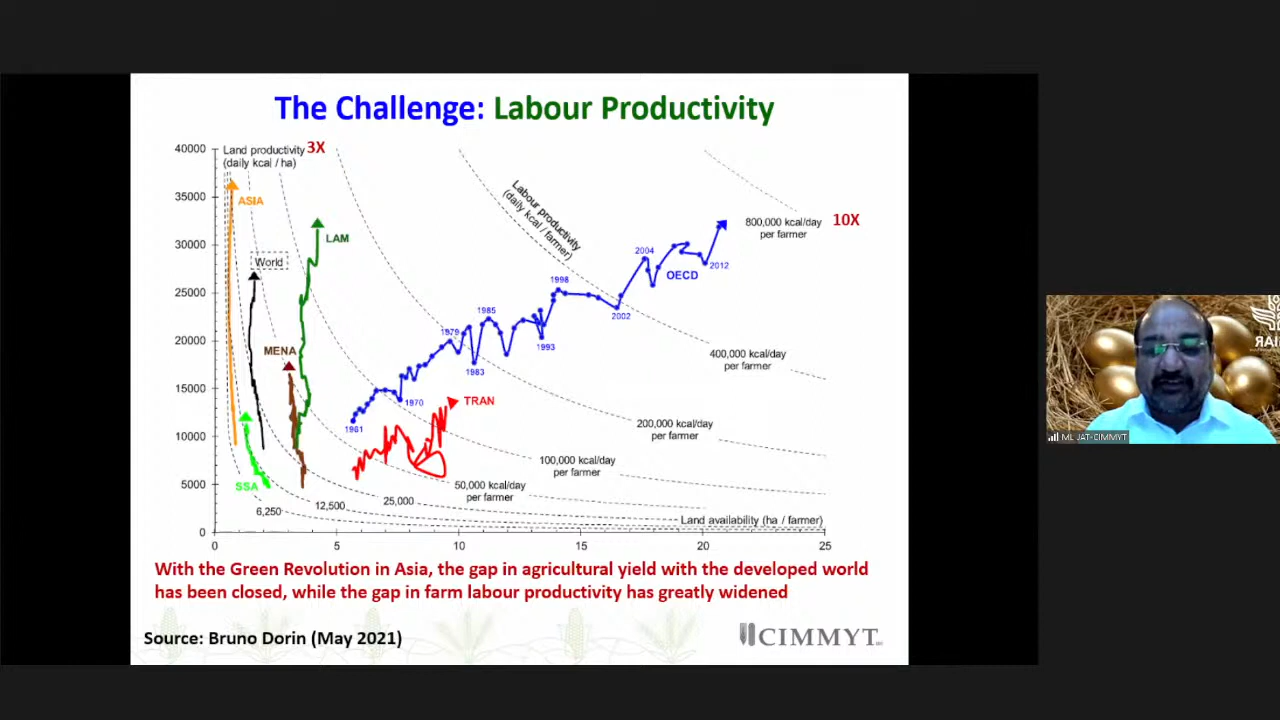 The Challenge: Labour Productivity
40000
Land productivity 3X
(daily kcal / ha)
35000
30000
25000
20000
15000
10000
5000
0
ASIA
World
LAM
MENA
SSA
Labour productivity
(daily kcal / farmer)
800,000 kcal/day
per farmer
10X
2004
OECD
2012
1998
2002
1985
1979
1993
1983
1970
1961
TRAN
400,000 kcal/day
per farmer
200,000 kcal/day
per farmer
100,000 kcal/day
per farmer
50,000 kcal/day
per farmer
25,000
12,500
6,250
Land availability (ha / farmer)
0 5 10 15 20 25
With the Green Revolution in Asia, the gap in agricultural yield with the developed world
has been closed, while the gap in farm labour productivity has greatly widened
Source: Bruno Dorin (May 2021)
CIMMYT
ML JAT-CIMMYT